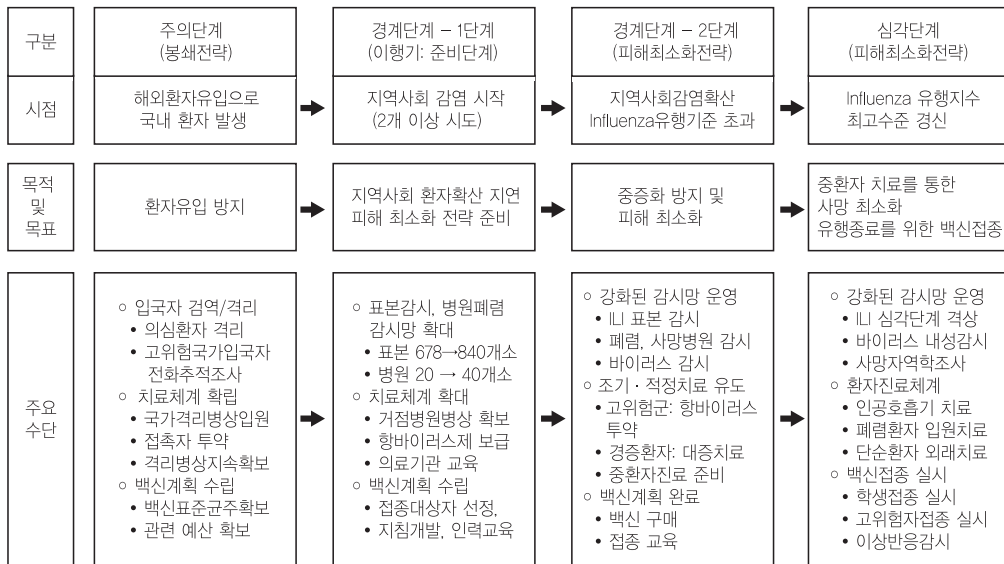 구분
주의단계
(봉쇄전략)
경계단계 – 1단계
(이행기: 준비단계)
경계단계 – 2단계
(피해최소화전략)
심각단계
(피해최소화전략)
시점
해외환자유입으로
국내 환자 발생
지역사회 감염 시작
(2개 이상 시도)
지역사회감염확산
Influenza유행기준 초과
Influenza 유행지수
최고수준 경신
목적
및
목표
환자유입 방지
지역사회 환자확산 지연
피해 최소화 전략 준비
중증화 방지 및
피해 최소화
중환자 치료를 통한
사망 최소화
유행종료를 위한 백신접종
주요
수단
○ 입국자 검역/격리
• 의심환자 격리
• 고위험국가입국자
전화추적조사
○ 치료체계 확립
• 국가격리병상입원
• 접촉자 투약
• 격리병상지속확보
○ 백신계획 수립
• 백신표준균주확보
• 관련 예산 확보
○ 표본감시, 병원폐렴
감시망 확대
• 표본 678→840개소
• 병원 20 → 40개소
○ 치료체계 확대
• 거점병원병상 확보
• 항바이러스제 보급
• 의료기관 교육
○ 백신계획 수립
• 접종대상자 선정,
지침개발, 인력교육
○ 강화된 감시망 운영
• ILI 표본 감시
• 폐렴, 사망병원 감시
• 바이러스 감시
○ 조기·적정치료 유도
• 고위험군: 항바이러스
투약
• 경증환자: 대증치료
• 중환자진료 준비
○ 백신계획 완료
• 백신 구매
• 접종 교육
○ 강화된 감시망 운영
• ILI 심각단계 격상
• 바이러스 내성감시
• 사망자역학조사
○ 환자진료체계
• 인공호흡기 치료
• 폐렴환자 입원치료
• 단순환자 외래치료
○ 백신접종 실시
• 학생접종 실시
• 고위험자접종 실시
• 이상반응감시